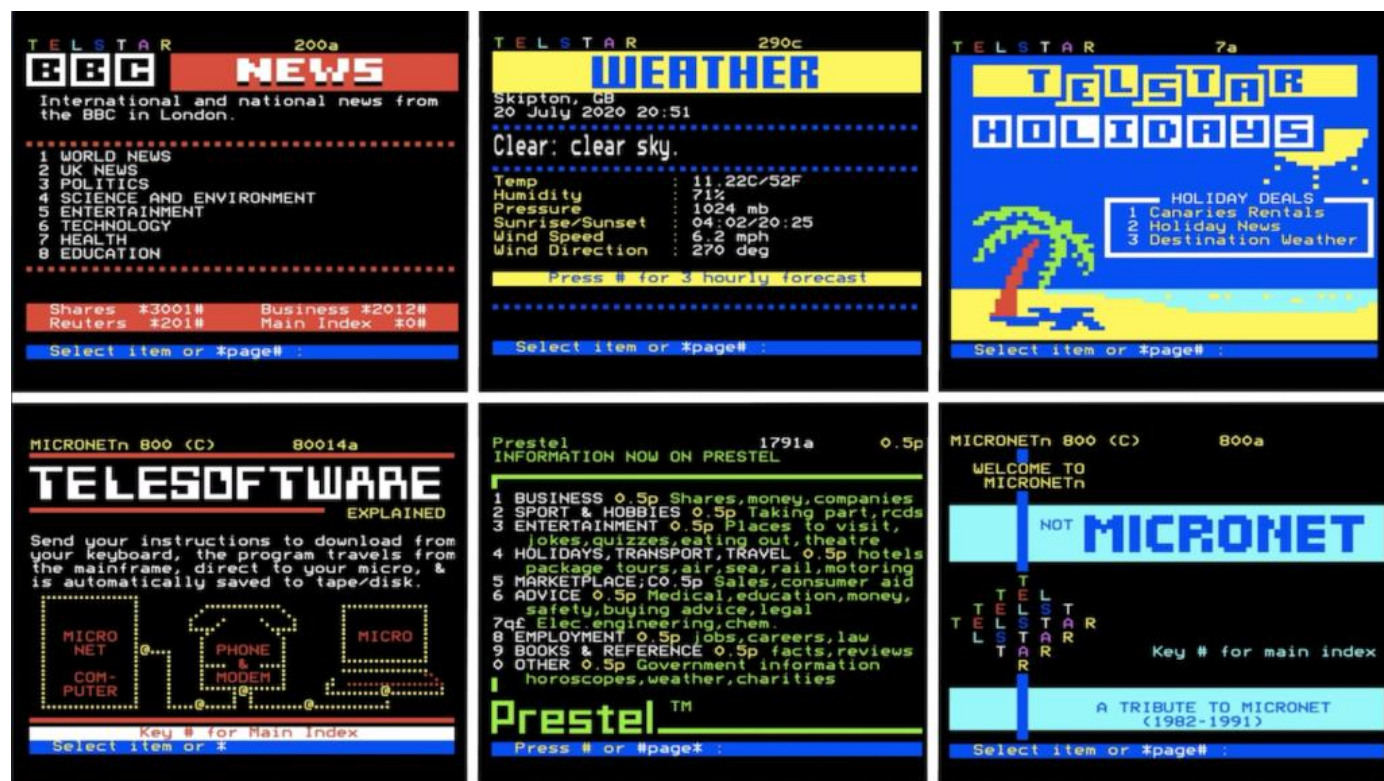 TELSTAR 200a
BBC NEWS
International and national news from
the BBC in London.
1 WORLD NEWS
2 UK NEWS
3 POLITICS
4 SCIENCE AND ENVIRONMENT
5 ENTERTAINMENT
6 TECHNOLOGY
7 HEALTH
8 EDUCATION
Shares *3001# Business *2012#
Reuters *201# Main Index *0#
Select item or *page# :
TELSTAR 290c
WEATHER
Skipton, GB
20 July 2020 20:51
Clear: clear sky.
Temp : 11.22C/52F
Humidity : 71%
Pressure : 1024 mb
Sunrise/Sunset : 04:02/20:25
Wind Speed : 6.2 mph
Wind Direction : 270 deg
Press # for 3 hourly forecast
Select item or *page# :
TELSTAR 7a
TELSTAR
HOLIDAYS
HOLIDAY DEALS
1 Canaries Rentals
2 Holiday News
3 Destination Weather
Select item or *page# :
MICRONETn 800 (C) 80014a
TELESOFTWARE
EXPLAINED
Send your instructions to download from
your keyboard, the program travels from
the mainframe, direct to your micro, &
is automatically saved to tape/disk.
MICRO
NET
COM-
PUTER
PHONE
&
MODEM
MICRO
Key # for Main Index
Select item or *
Prestel 1791a 0.5p
INFORMATION NOW ON PRESTEL
1 BUSINESS 0.5p Shares,money,companies
2 SPORT & HOBBIES 0.5p Taking part,rcds
3 ENTERTAINMENT 0.5p Places to visit,
jokes,quizzes,eating out,theatre
4 HOLIDAYS,TRANSPORT,TRAVEL 0.5p hotels
package tours,air,sea,rail,motoring
5 MARKETPLACE;C0.5p Sales,consumer aid
6 ADVICE 0.5p Medical,education,money,
safety,buying advice,legal
7q£ Elec.engineering,chem.
8 EMPLOYMENT 0.5p jobs,careers,law
9 BOOKS & REFERENCE 0.5p facts,reviews
0 OTHER 0.5p Government information
horoscopes,weather,charities
Prestel™
Press # or #page* :
MICRONETn 800 (C) 800a
WELCOME TO
MICRONETn
NOT MICRONET
T
TEL
TELST
TELSTAR
LSTAR
TAR
R
Key # for main index
A TRIBUTE TO MICRONET
(1982-1991)
Select item or *page# :